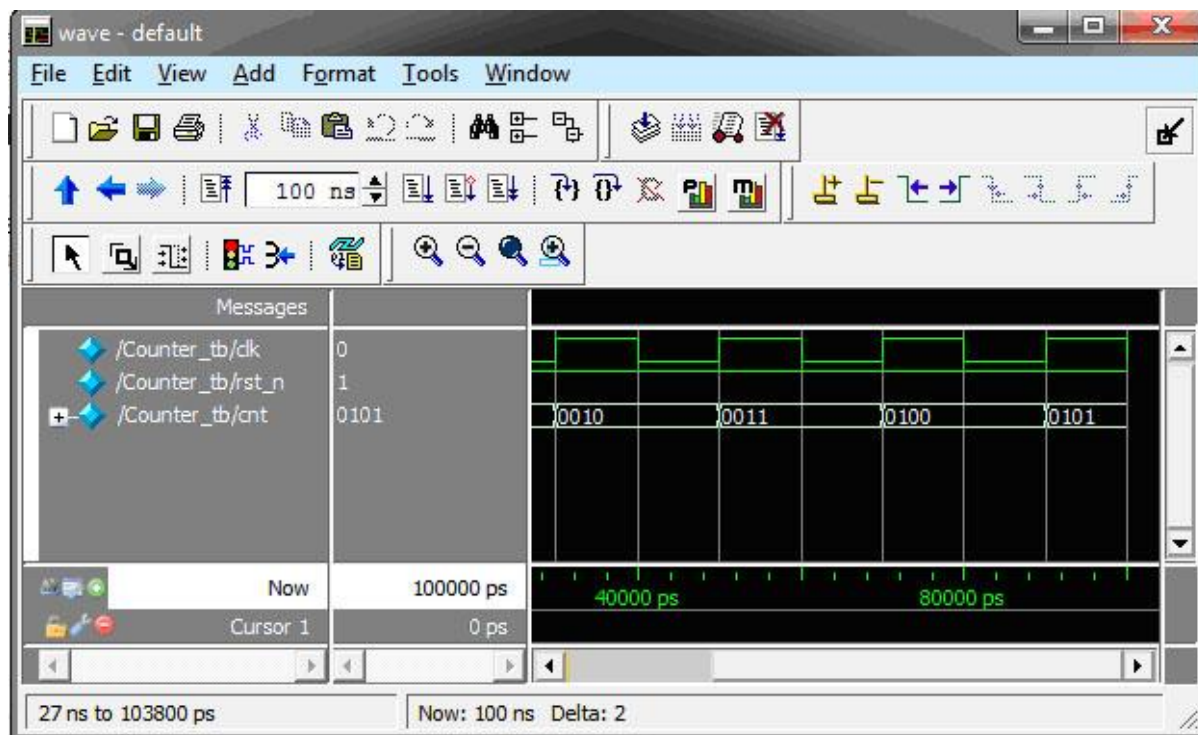 wave - default
File Edit View Add Format Tools Window
100 ns
Messages
/Counter_tb/clk 0
/Counter_tb/rst_n 1
/Counter_tb/cnt 0101 0010 0011 0100 0101
Now 100000 ps 40000 ps 80000 ps
Cursor 1 0 ps
27 ns to 103800 ps Now: 100 ns Delta: 2